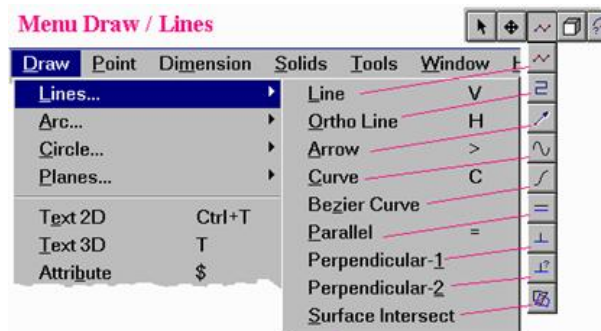 Menu Draw / Lines
Draw Point Dimension Solids Tools Window
Lines...
Arc...
Circle...
Planes...
Text 2D Ctrl+T
Text 3D T
Attribute $
Line V
Ortho Line H
Arrow >
Curve C
Bezier Curve
Parallel =
Perpendicular-1
Perpendicular-2
Surface Intersect